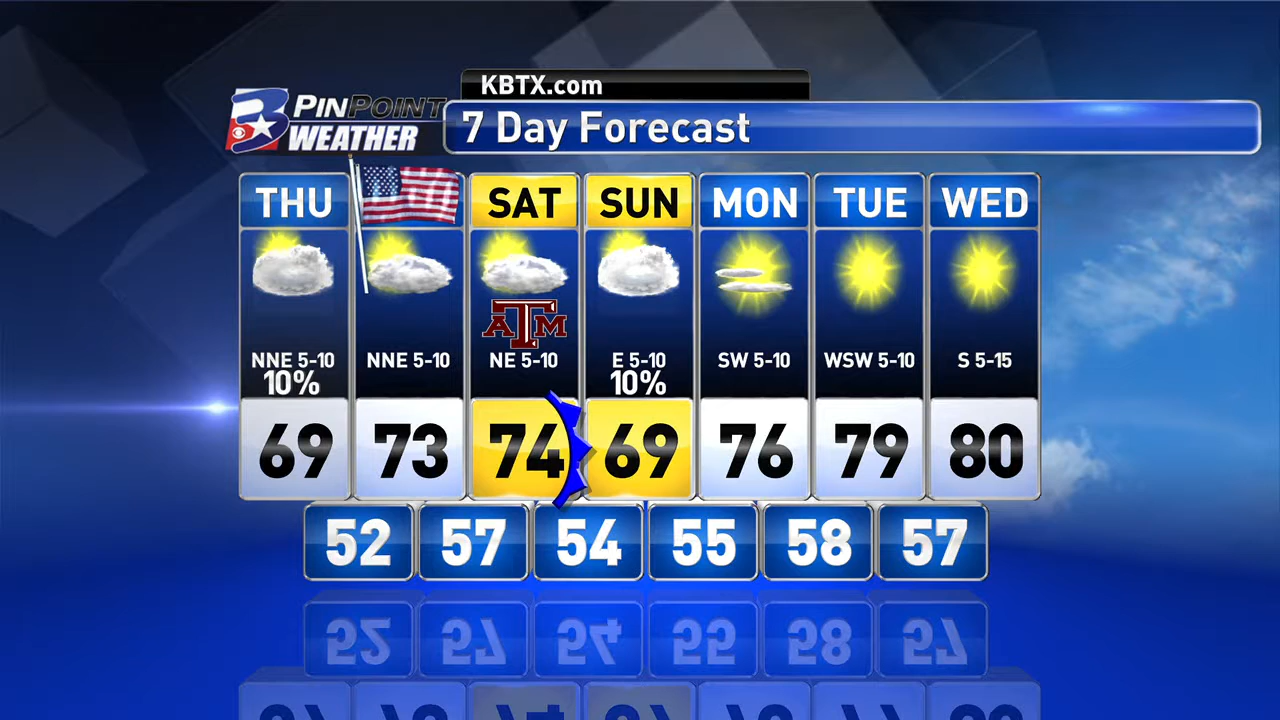 KBTX.com
3 PINPOINT
WEATHER
7 Day Forecast
THU SAT SUN MON TUE WED
ATM
NNE 5-10 NNE 5-10 NE 5-10 E 5-10 SW 5-10 WSW 5-10 S 5-15
10% 10%
69 73 74 69 76 79 80
52 57 54 55 58 57